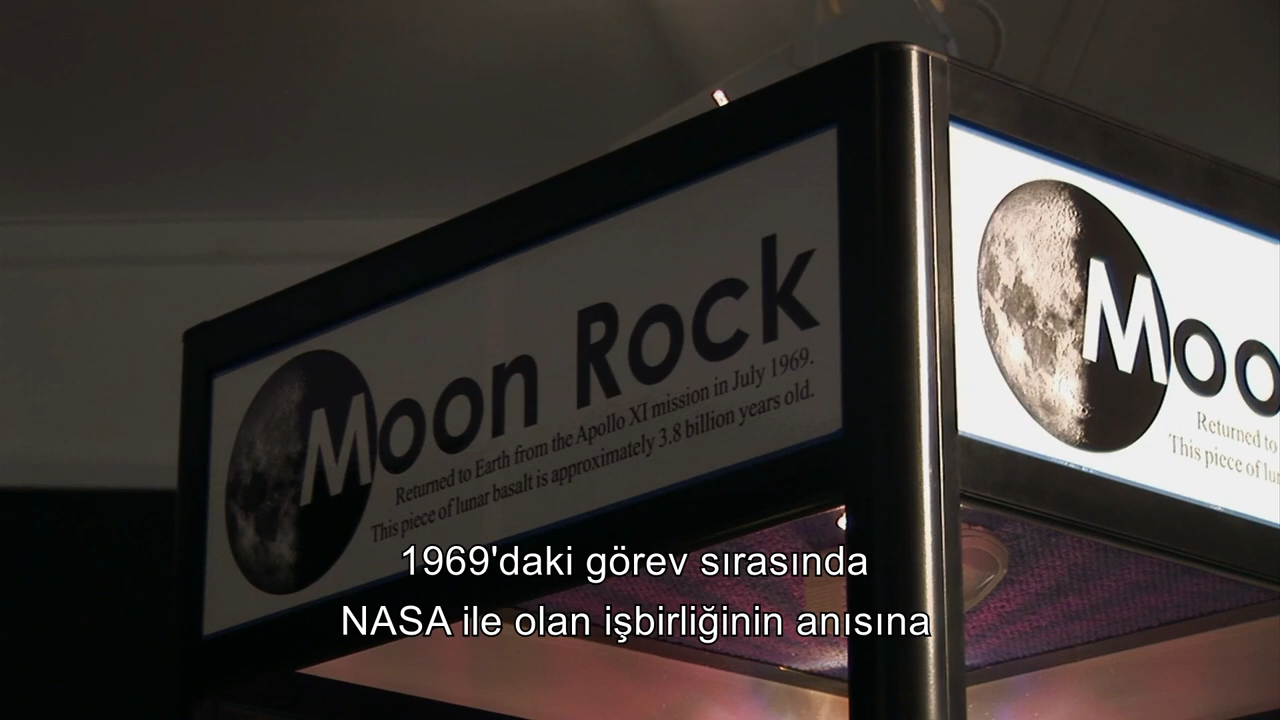 Moon Rock
Returned to Earth from the Apollo XI mission in July 1969.
This piece of lunar basalt is approximately 3.8 billion years old.
Moo
Returned to
This piece of lu
1969'daki görev sırasında
NASA ile olan işbirliğinin anısına